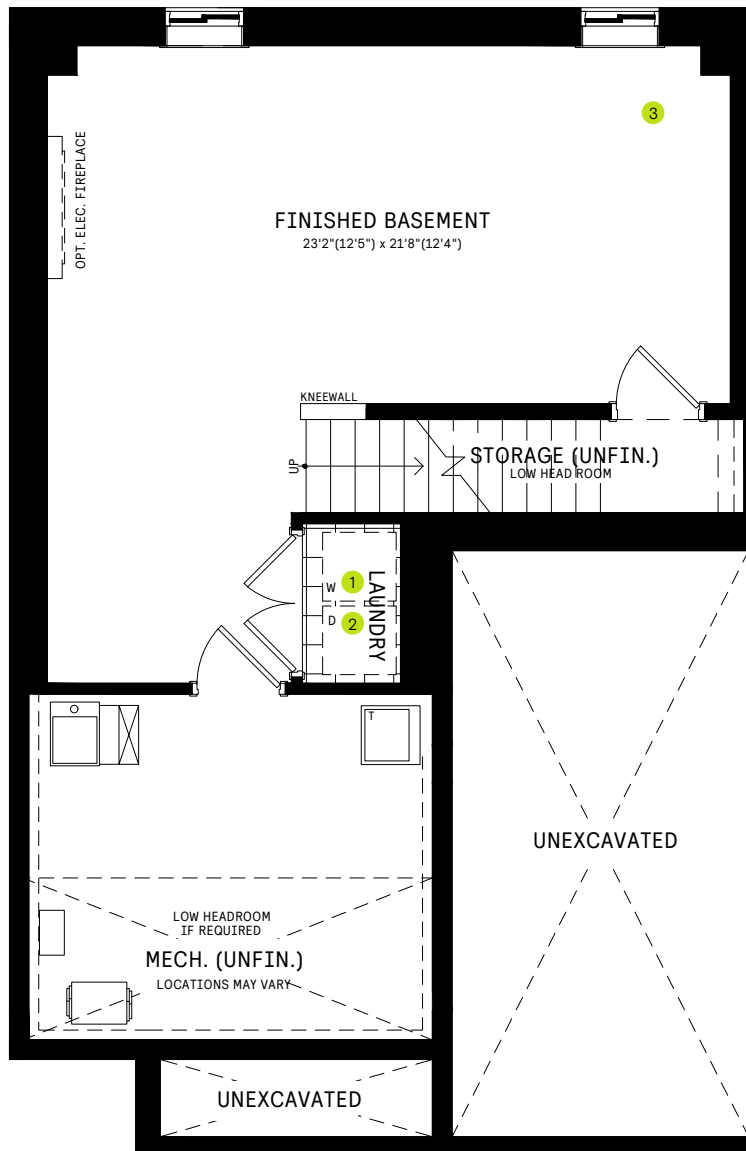 3
OPT. ELEC. FIREPLACE
FINISHED BASEMENT
23'2"(12'5") x 21'8"(12'4")
KNEEWALL
UP
STORAGE (UNFIN.)
LOW HEAD ROOM
W 1
D 2
LAUNDRY
T
UNEXCAVATED
LOW HEADROOM
IF REQUIRED
MECH. (UNFIN.)
LOCATIONS MAY VARY
UNEXCAVATED